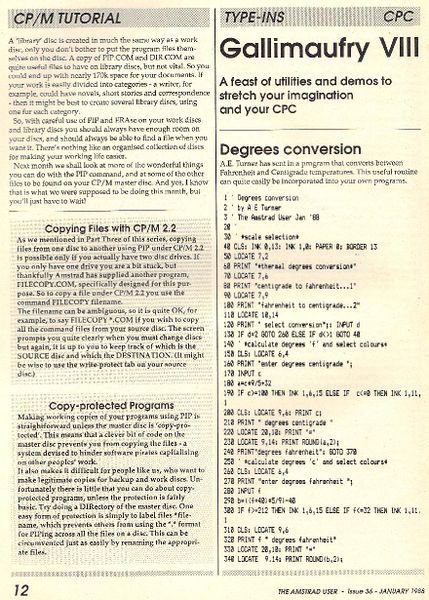 CP/M TUTORIAL
A 'library' disc is created in much the same way as a work
disc, only you don't bother to put the program files them-
selves on the disc. A copy of PIP.COM and DIR.COM are
quite useful files to have on library discs, but not vital. So you
could end up with nearly 170k space for your documents. If
your work is easily divided into categories - a writer, for
example, could have novels, short stories and correspondence
- then it might be best to create several library discs, using
one for each category.
So, with careful use of PIP and ERAse on your work discs
and library discs you should always have enough room on
your discs, and should always be able to find a file when you
want it. There's nothing like an organised collection of discs
for making your working life easier.
Next month we shall look at more of the wonderful things
you can do with the PIP command, and at some of the other
files to be found on your CP/M master disc. And yes, I know
that is what we were supposed to be doing this month, but
you'll just have to wait!
Copying Files with CP/M 2.2
As we mentioned in Part Three of this series, copying
files from one disc to another using PIP under CP/M 2.2
is possible only if you actually have two disc drives. If
you only have one drive you are a bit stuck, but
thankfully Amstrad has supplied another program,
FILECOPY.COM, specifically designed for this pur-
pose. So to copy a file under CP/M 2.2 you use the
command FILECOPY filename.
The filename can be ambiguous, so it is quite OK, for
example, to say FILECOPY *.COM if you wish to copy
all the command files from your source disc. The screen
prompts you quite clearly when you must change discs
but again, it is up to you to keep track of which is the
SOURCE disc and which the DESTINATION. (It might
be wise to use the write-protect tab on your source
disc.)
Copy-protected Programs
Making working copies of your programs using PIP is
straightforward unless the master disc is 'copy-pro-
tected'. This means that a clever bit of code on the
master disc prevents you from copying the files - a
system devised to hinder software pirates capitalising
on other peoples' work.
It also makes it difficult for people like us, who want to
make legitimate copies for backup and work discs. Un-
fortunately there is little that you can do about copy-
protected programs, unless the protection is fairly
basic. Try doing a DIRectory of the master disc. One
easy form of protection is simply to label files *file-
name, which prevents others from using the *.* format
for PIPing across all the files on a disc. This can be
circumvented just as easily by renaming the appropri-
ate files.
TYPE-INS CPC
Gallimaufry VIII
A feast of utilities and demos to
stretch your imagination
and your CPC
Degrees conversion
A.E. Turner has sent in a program that converts between
Fahrenheit and Centigrade temperatures. This useful routine
can quite easily be incorporated into your own programs.
1 ' Degrees conversion
2 ' by A E Turner
3 ' The Amstrad User Jan '88
20 '
30 ' *scale selection*
40 CLS: INK 0,13: INK 1,0: PAPER 0: BORDER 13
50 LOCATE 7,2
60 PRINT "*thermal degrees conversion*"
70 LOCATE 7,6
80 PRINT "centigrade to fahrenheit...1"
90 LOCATE 7,9
100 PRINT "fahrenheit to centigrade...2"
110 LOCATE 10,14
120 PRINT " select conversion";: INPUT d
130 IF d=2 GOTO 260 ELSE IF d<>1 GOTO 40
140 ' *calculate degrees 'f' and select colours*
150 CLS: LOCATE 6,4
160 PRINT "enter degrees centigrade ";
170 INPUT c
180 a=c*9/5+32
190 IF c>=100 THEN INK 1,6,15 ELSE IF c<=0 THEN INK 1,11,
1
200 CLS: LOCATE 9,6: PRINT c;
210 PRINT " degrees centigrade "
220 LOCATE 20,10: PRINT "="
230 LOCATE 9,14: PRINT ROUND(a,2);
240 PRINT"degrees fahrenheit": GOTO 370
250 ' *calculate degrees 'c' and select colours*
260 CLS: LOCATE 6,4
270 PRINT "enter degrees fahrenheit ";
280 INPUT f
290 b=((f+40)*5/9)-40
300 IF f>=212 THEN INK 1,6,15 ELSE IF f<=32 THEN INK 1,11,
1
310 CLS: LOCATE 9,6
320 PRINT f " degrees fahrenheit"
330 LOCATE 20,10: PRINT "="
340 LOCATE 9,14: PRINT ROUND(b,2);
12
THE AMSTRAD USER - Issue 36 - JANUARY 1988